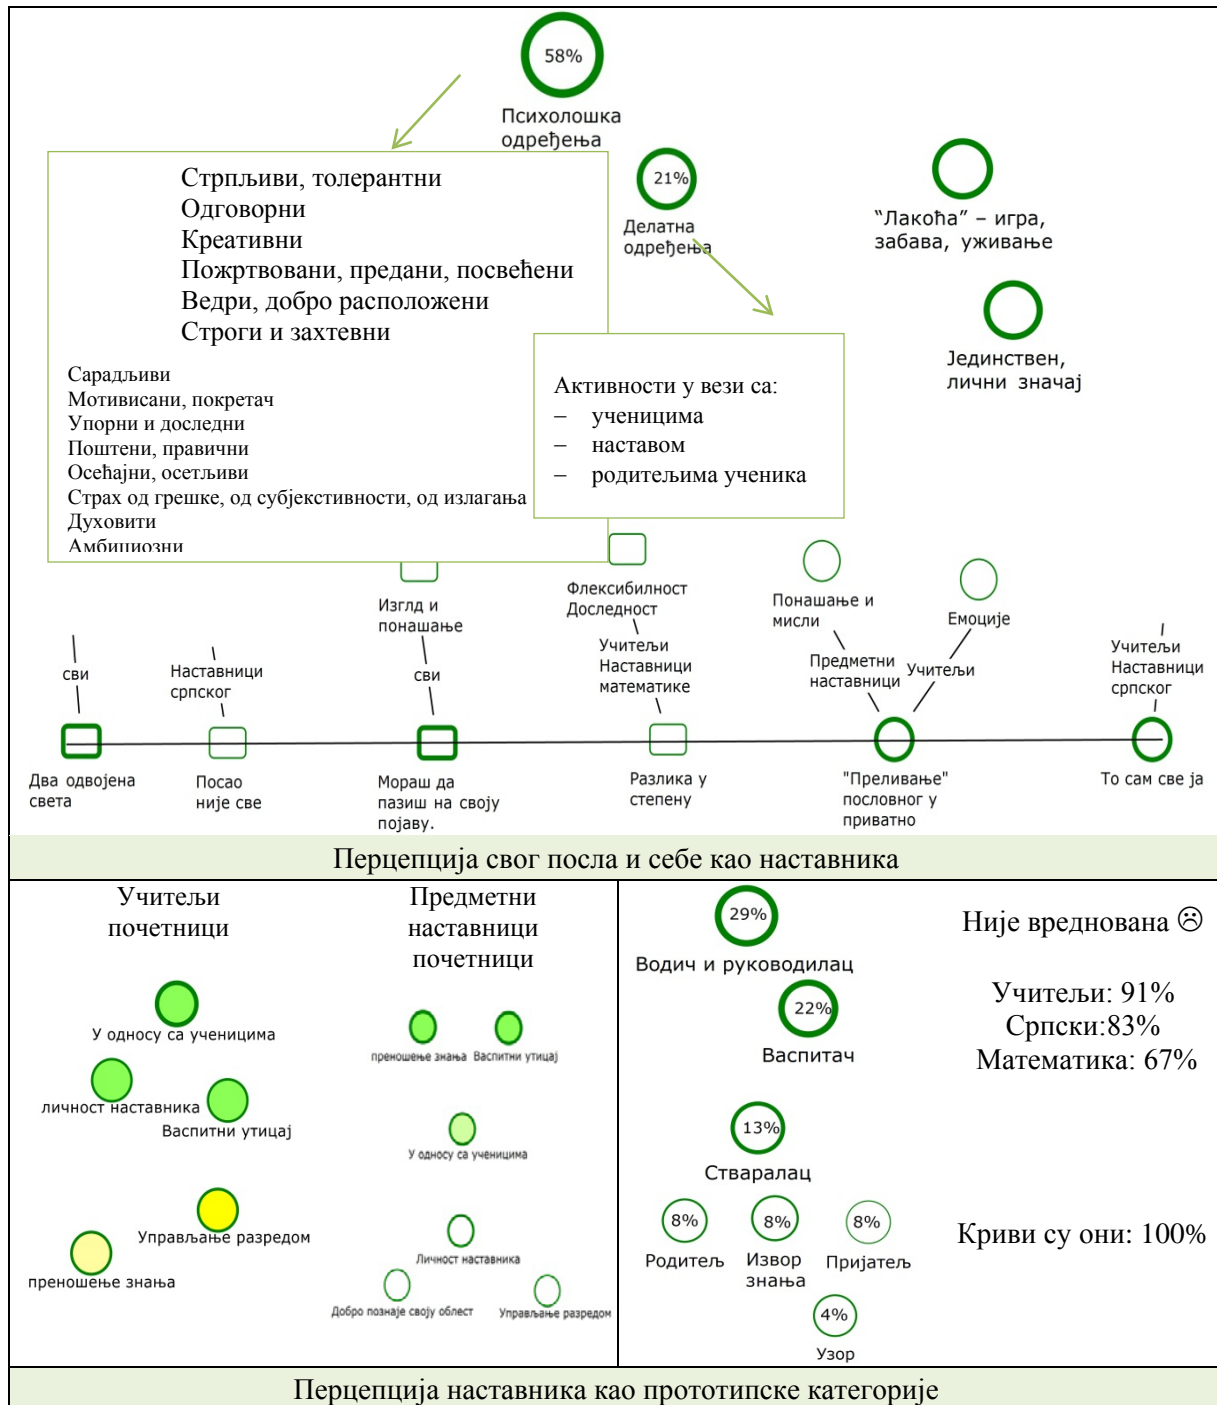 58%
Психолошка
одређења
21%
Делатна
одређења
"Лакоћа" – игра,
забава, уживање
Јединствен,
лични значај
Стрпљиви, толерантни
Одговорни
Креативни
Пожртвовани, предани, посвећени
Ведри, добро расположени
Строги и захтевни
Сарадљиви
Мотивисани, покретач
Упорни и доследни
Поштени, правични
Осећајни, осетљиви
Страх од грешке, од субјекстивности, од излагања
Духовити
Амбициозни
Активности у вези са:
– ученицима
– наставом
– родитељима ученика
Изглд и
понашање
Флексибилност
Доследност
Понашање и
мисли
Емоције
сви
Наставници
српског
сви
Учитељи
Наставници
математике
Предметни
наставници
Учитељи
Учитељи
Наставници
српског
Два одвојена
света
Посао
није све
Мораш да
пазиш на своју
појаву.
Разлика у
степену
"Преливање"
пословног у
приватно
То сам све ја
Перцепција свог посла и себе као наставника
Учитељи
почетници
У односу са ученицима
личност наставника
Васпитни утицај
Управљање разредом
преношење знања
Предметни
наставници
почетници
преношење знања
Васпитни утицај
У односу са ученицима
Личност наставника
Добро познаје своју облест
Управљање разредом
29%
Водич и руководилац
22%
Васпитач
13%
Стваралац
8%
Родитељ
8%
Извор
знања
8%
Пријатељ
4%
Узор
Није вреднована ☹
Учитељи: 91%
Српски:83%
Математика: 67%
Криви су они: 100%
Перцепција наставника као прототипске категорије